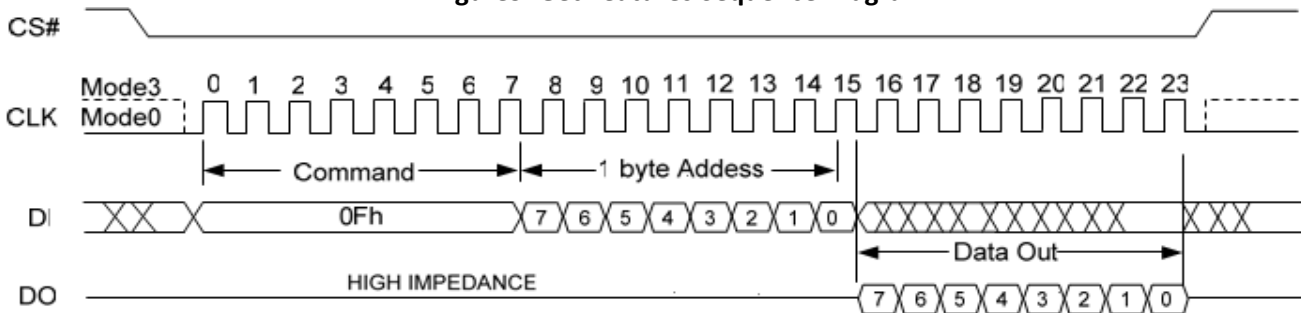 CS#
Mode3
0 1 2 3 4 5 6 7 8 9 10 11 12 13 14 15 16 17 18 19 20 21 22 23
CLK Mode0
Command 1 byte Addess
DI 0Fh 7 6 5 4 3 2 1 0
Data Out
HIGH IMPEDANCE
DO 7 6 5 4 3 2 1 0